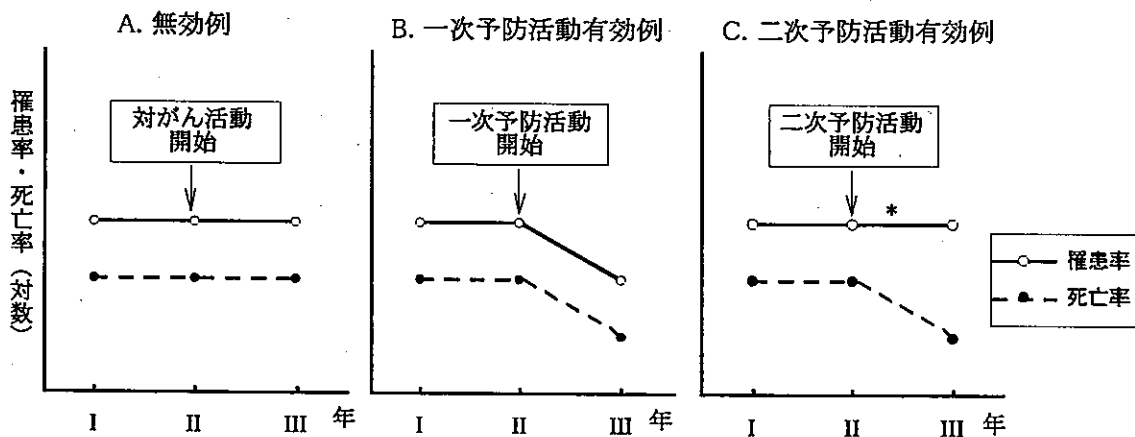 A. 無効例
B. 一次予防活動有効例
C. 二次予防活動有効例
罹患率・死亡率(対数)
対がん活動
開始
一次予防活動
開始
二次予防活動
開始
*
罹患率
死亡率
I II III 年
I II III 年
I II III 年